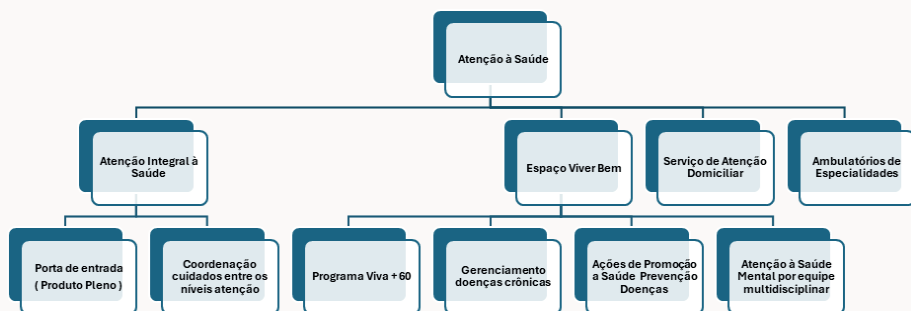 Atenção à Saúde
Atenção Integral à
Saúde
Espaço Viver Bem
Serviço de Atenção
Domiciliar
Ambulatórios de
Especialidades
Porta de entrada
( Produto Pleno )
Coordenação
cuidados entre os
níveis atenção
Programa Viva + 60
Gerenciamento
doenças crônicas
Ações de Promoção
a Saúde Prevenção
Doenças
Atenção à Saúde
Mental por equipe
multidisciplinar